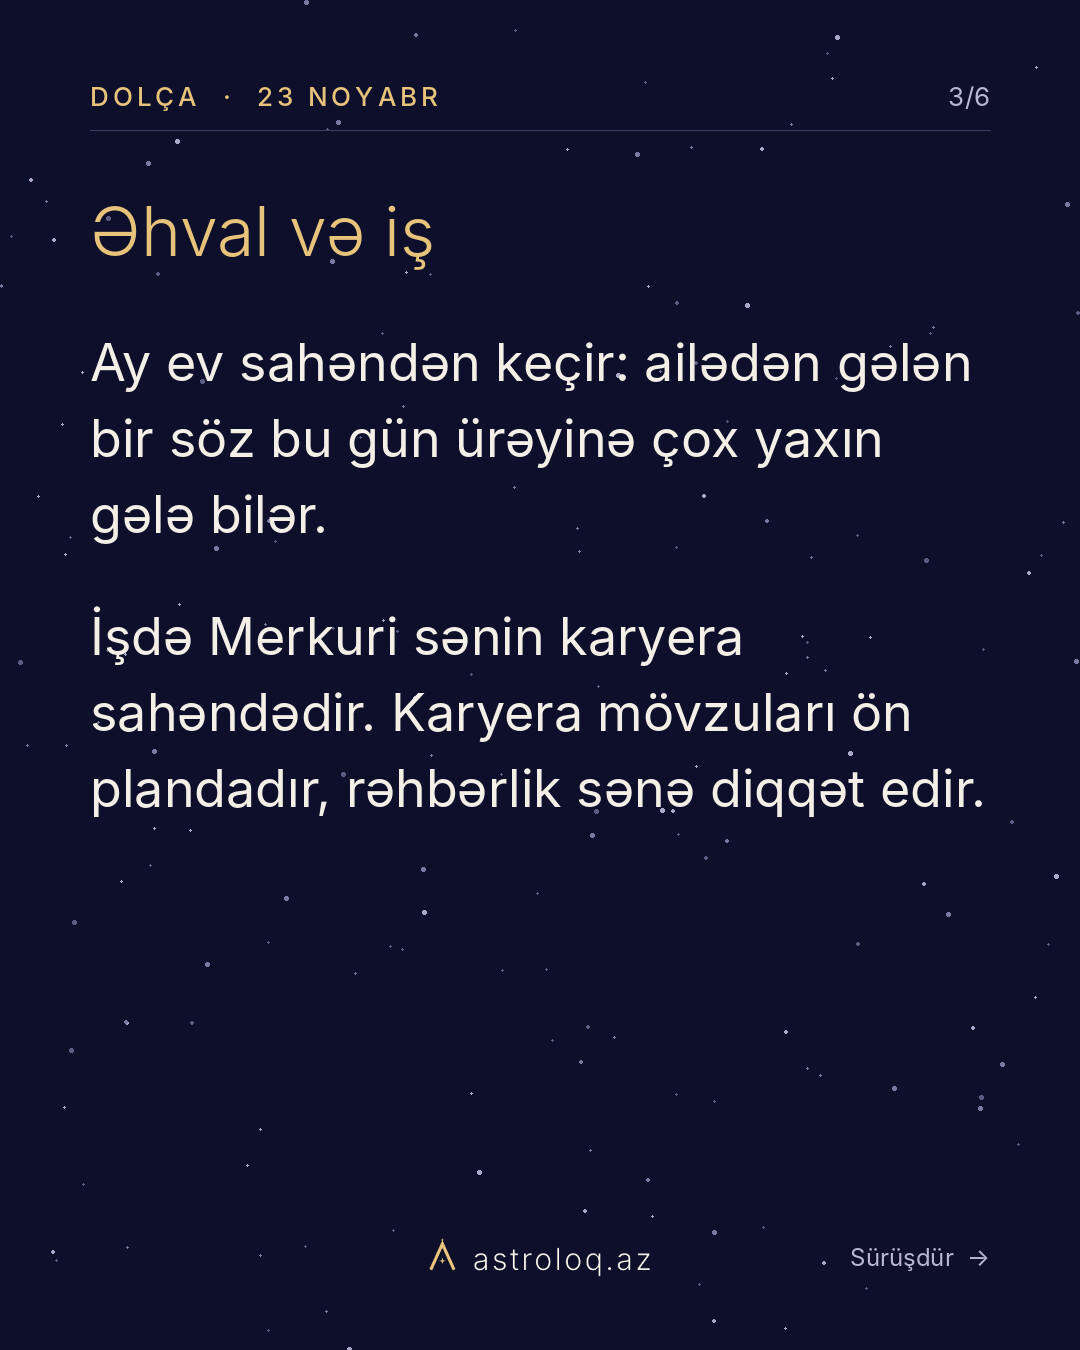 DOLÇA · 23 NOYABR
3/6
Əhval və iş
Ay ev sahəndən keçir: ailədən gələn
bir söz bu gün ürəyinə çox yaxın
gələ bilər.
İşdə Merkuri sənin karyera
sahəndədir. Karyera mövzuları ön
plandadır, rəhbərlik sənə diqqət edir.
astroloq.az
Sürüşdür →